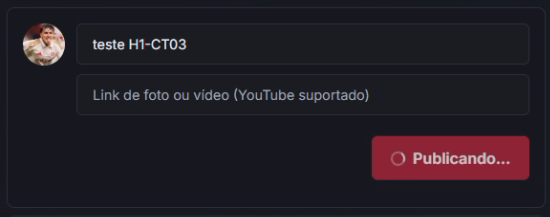 teste H1-CT03
Link de foto ou vídeo (YouTube suportado)
Publicando...